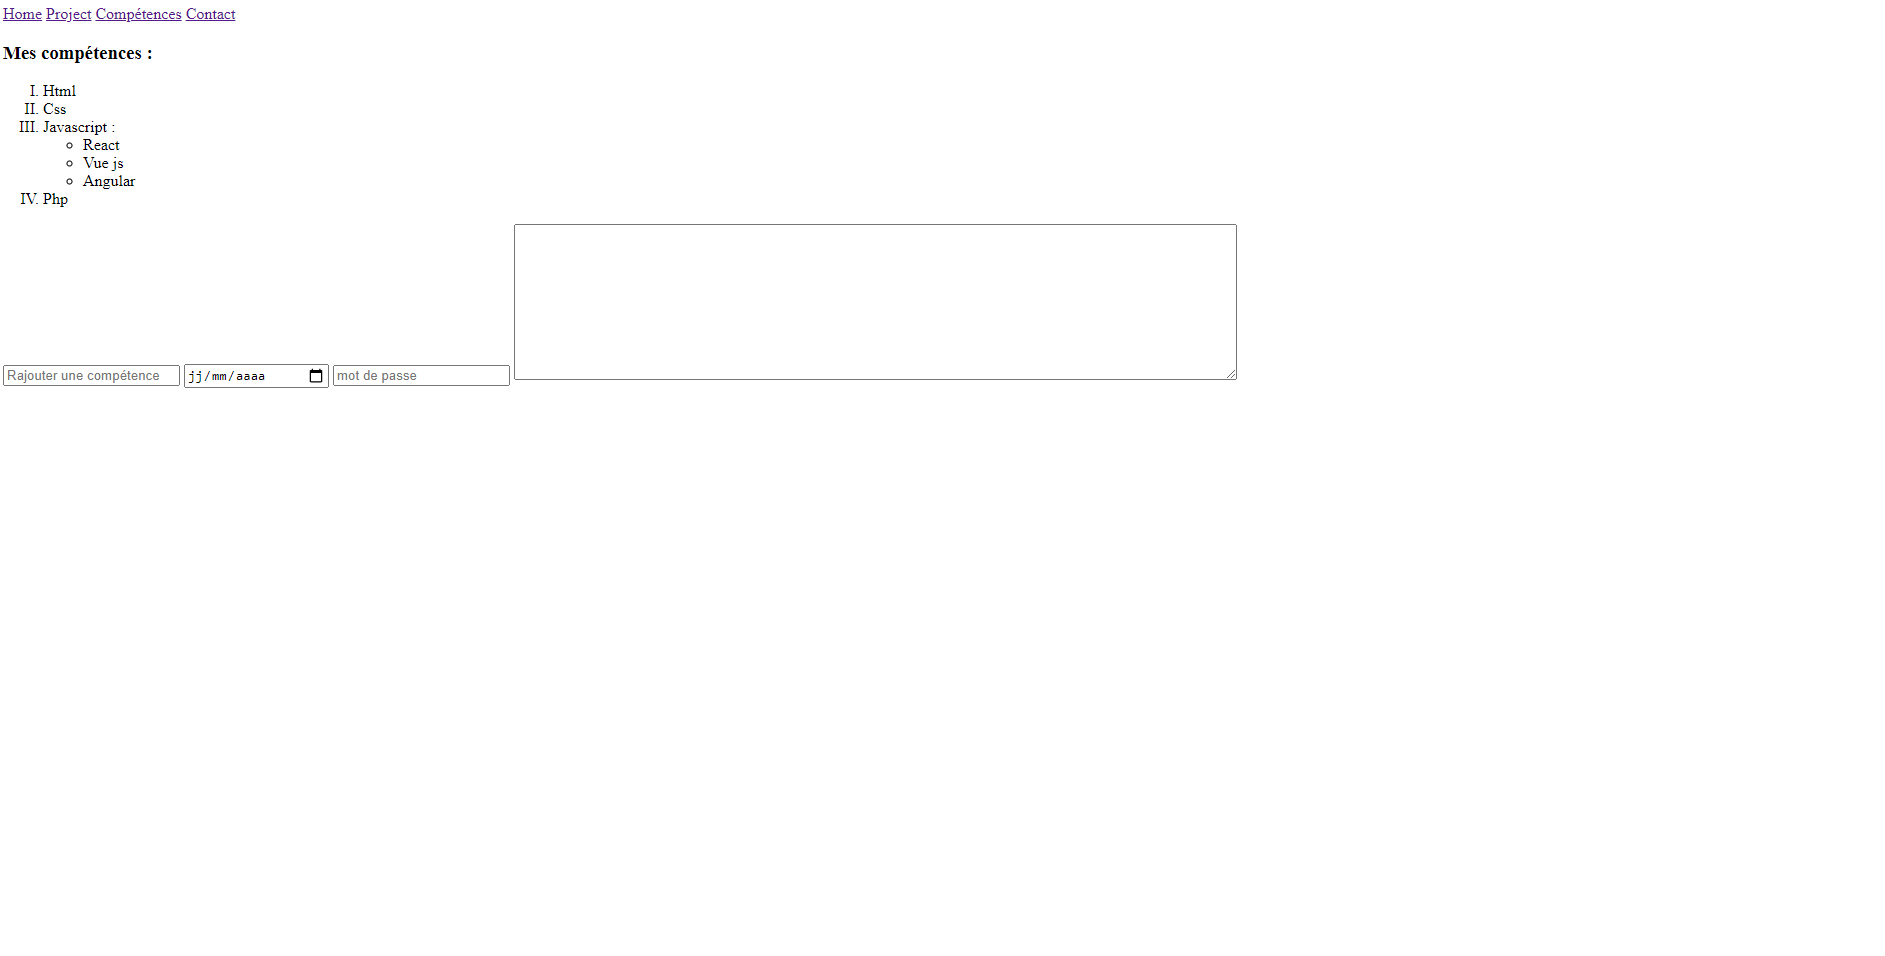 Home Project Compétences Contact
Mes compétences :
I. Html
II. Css
III. Javascript :
React
Vue js
Angular
IV. Php
Rajouter une compétence jj/mm/aaaa mot de passe